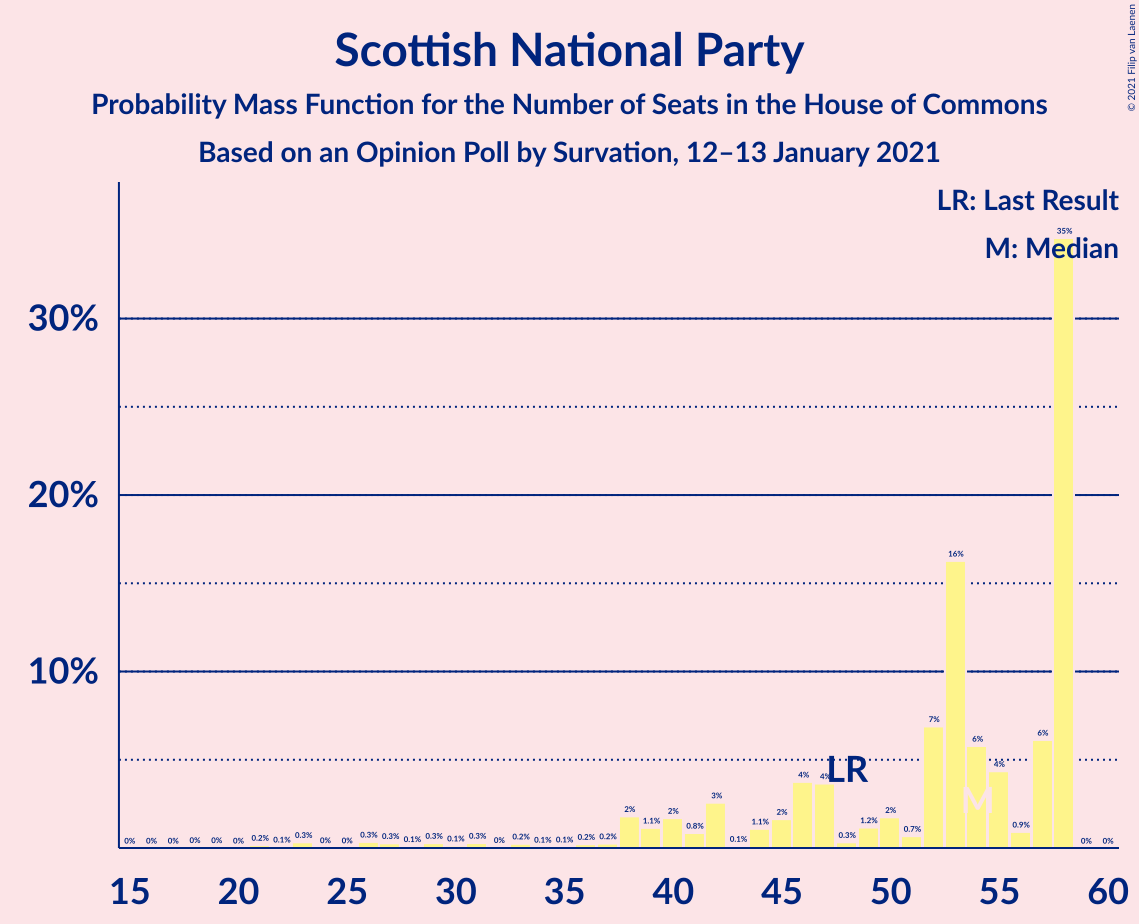 Scottish National Party
Probability Mass Function for the Number of Seats in the House of Commons
Based on an Opinion Poll by Survation, 12–13 January 2021
© 2021 Filip van Laenen
LR: Last Result
M: Median
30%
20%
10%
0% 0% 0% 0% 0% 0% 0.2% 0.1% 0.3% 0% 0% 0.3% 0.3% 0.1% 0.3% 0.1% 0.3% 0% 0.2% 0.1% 0.1% 0.2% 0.2% 2% 1.1% 2% 0.8% 3% 0.1% 1.1% 2% 4% 4% 0.3% 1.2% 2% 0.7% 7% 16% 6% 4% 0.9% 6% 35% 0% 0%
LR
M
15 20 25 30 35 40 45 50 55 60